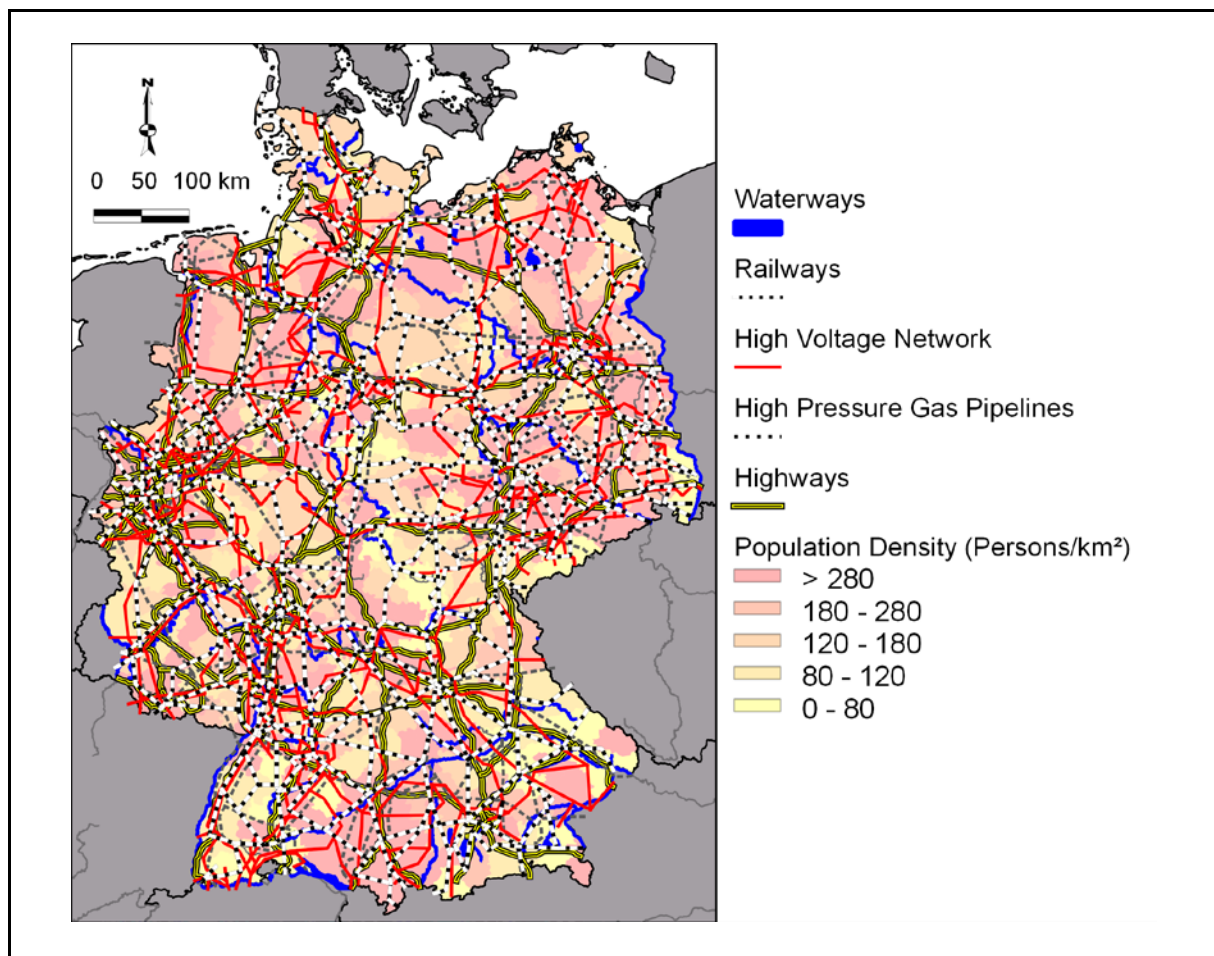 N
0 50 100 km
Waterways
Railways
High Voltage Network
High Pressure Gas Pipelines
Highways
Population Density (Persons/km²)
> 280
180 - 280
120 - 180
80 - 120
0 - 80